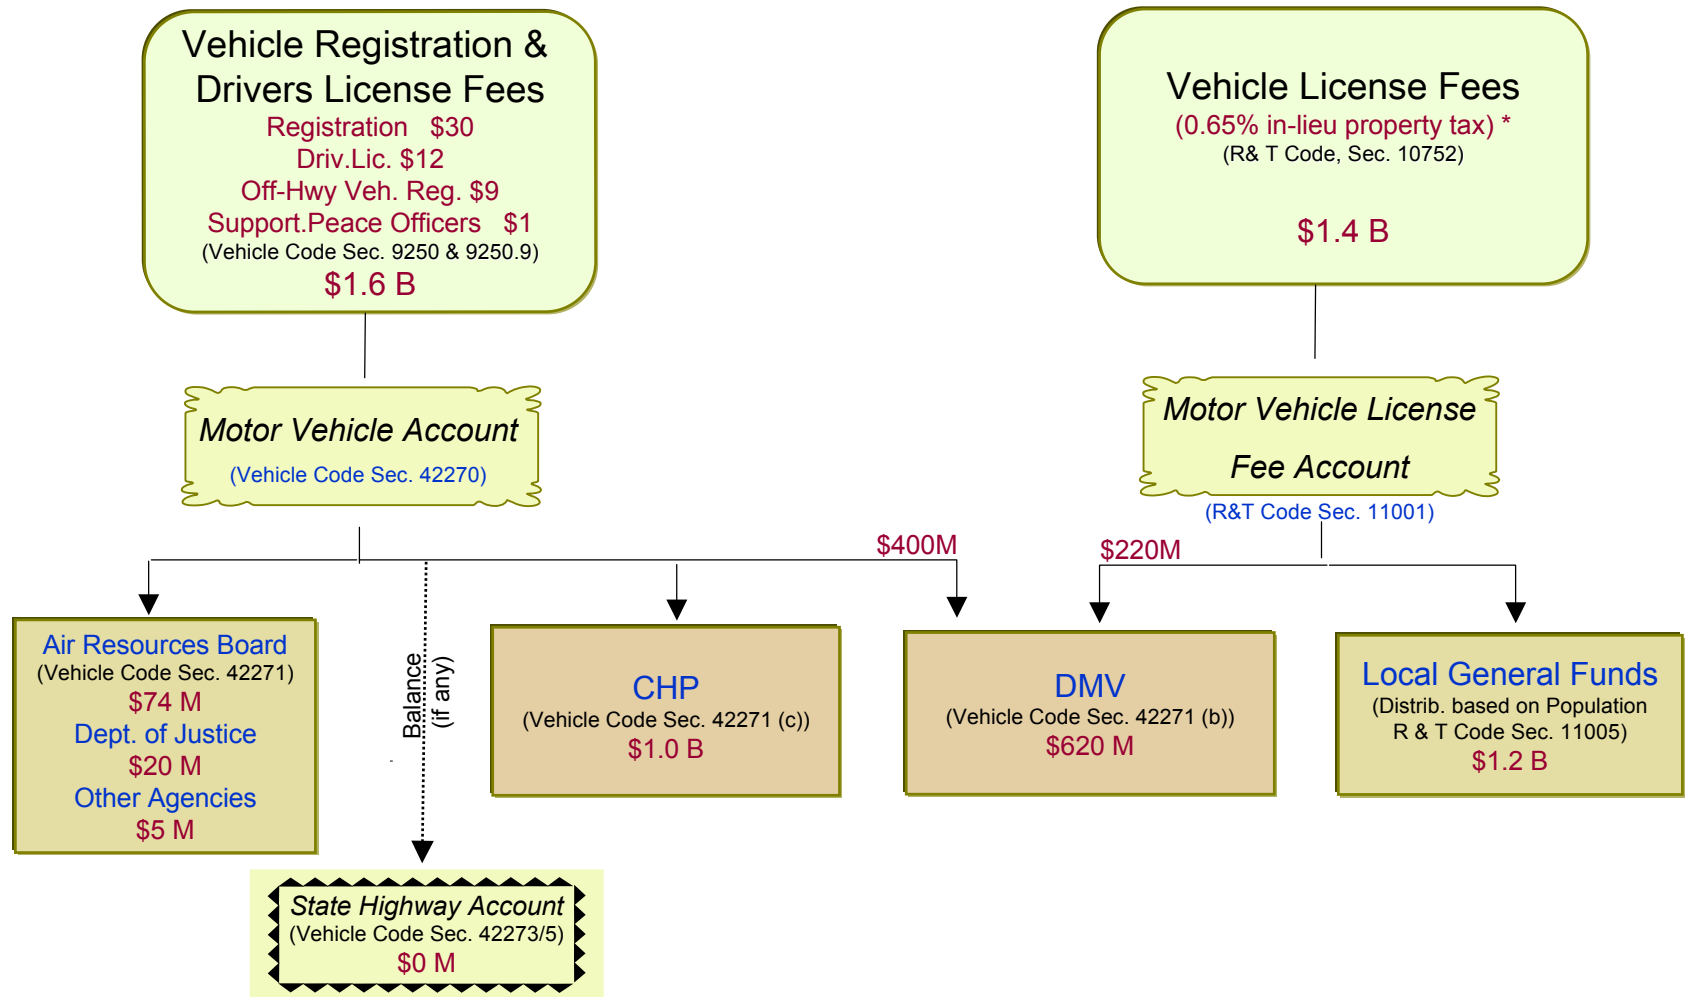 Vehicle Registration &
Drivers License Fees
Registration $30
Driv.Lic. $12
Off-Hwy Veh. Reg. $9
Support.Peace Officers $1
(Vehicle Code Sec. 9250 & 9250.9)
$1.6 B
Vehicle License Fees
(0.65% in-lieu property tax) *
(R& T Code, Sec. 10752)
$1.4 B
Motor Vehicle Account
(Vehicle Code Sec. 42270)
Motor Vehicle License
Fee Account
(R&T Code Sec. 11001)
$400M
$220M
Air Resources Board
(Vehicle Code Sec. 42271)
$74 M
Dept. of Justice
$20 M
Other Agencies
$5 M
Balance
(if any)
CHP
(Vehicle Code Sec. 42271 (c))
$1.0 B
DMV
(Vehicle Code Sec. 42271 (b))
$620 M
Local General Funds
(Distrib. based on Population
R & T Code Sec. 11005)
$1.2 B
State Highway Account
(Vehicle Code Sec. 42273/5)
$0 M